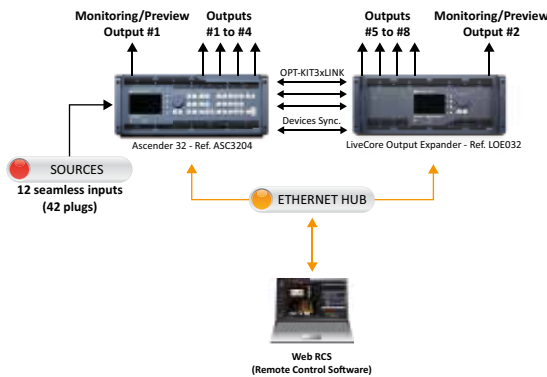 Monitoring/Preview
Output #1
Outputs
#1 to #4
Outputs
#5 to #8
Monitoring/Preview
Output #2
OPT-KIT3xLINK
Devices Sync.
Ascender 32 - Ref. ASC3204
LiveCore Output Expander - Ref. LOE032
SOURCES
12 seamless inputs
(42 plugs)
ETHERNET HUB
Web RCS
(Remote Control Software)